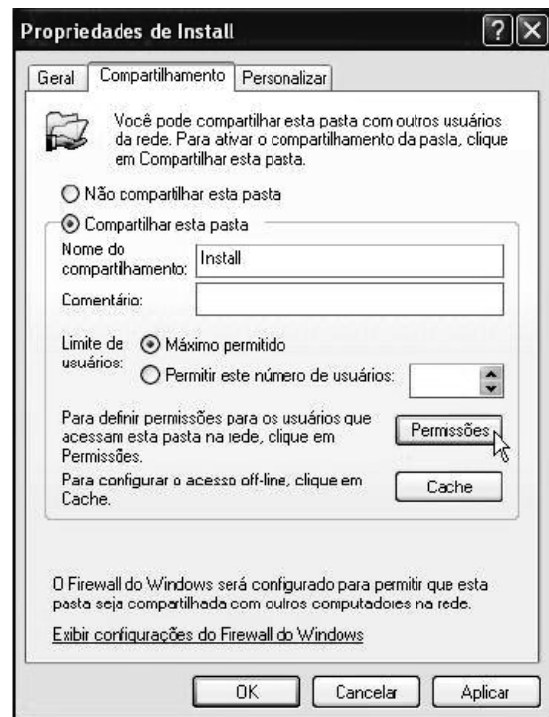 Propriedades de Install
Geral
Compartilhamento
Personalizar
Você pode compartilhar esta pasta com outros usuários
da rede. Para ativar o compartilhamento da pasta, clique
em Compartilhar esta pasta.
Não compartilhar esta pasta
Compartilhar esta pasta
Nome do
compartilhamento:
Install
Comentário:
Limite de
usuários:
Máximo permitido
Permitir este número de usuários:
Para definir permissões para os usuários que
acessam esta pasta na rede, clique em
Permissões.
Permissões
Para configurar o acesso off-line, clique em
Cache.
Cache
O Firewall do Windows será configurado para permitir que esta
pasta seja compartilhada com outros computadores na rede.
Exibir configurações do Firewall do Windows
OK
Cancelar
Aplicar